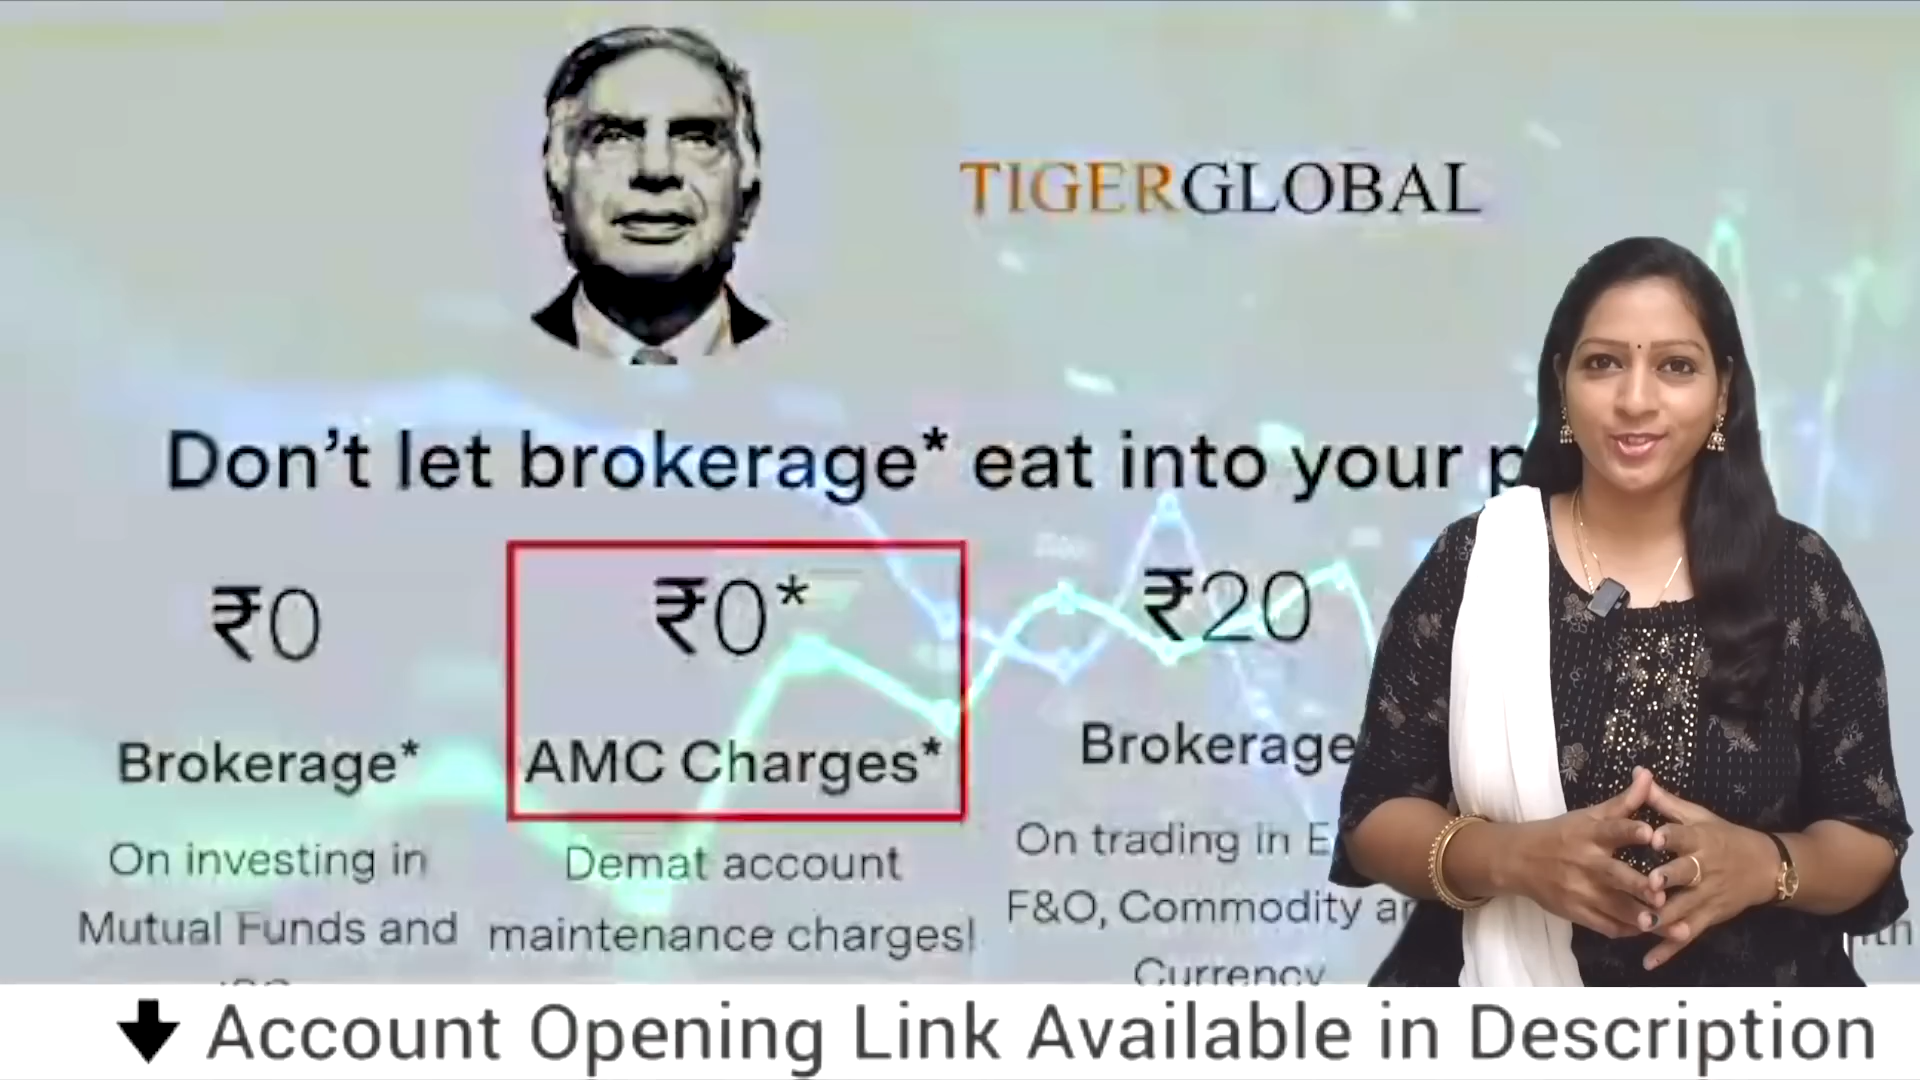 TIGERGLOBAL
Don't let brokerage* eat into your
₹0
Brokerage*
On investing in
Mutual Funds and
₹0*
AMC Charges*
Demat account
maintenance charges!
₹20
Brokerage
On trading in
F&O, Commodity
Currency
Account Opening Link Available in Description